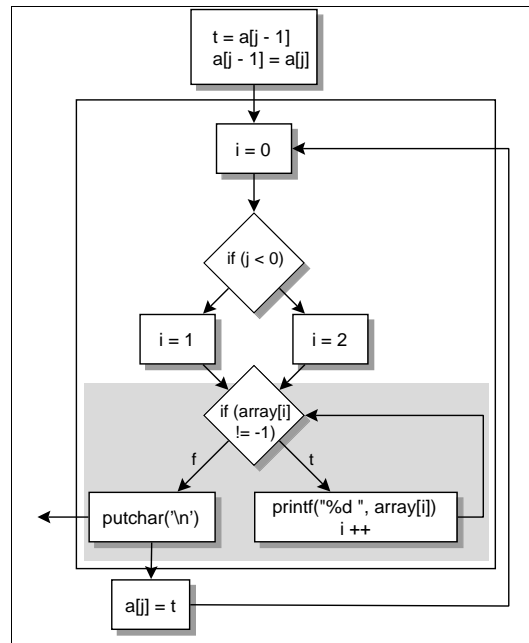 t = a[j - 1]
a[j - 1] = a[j]
i = 0
if (j < 0)
i = 1
i = 2
if (array[i]
!= -1)
f
t
putchar('\n')
printf("%d ", array[i])
i ++
a[j] = t